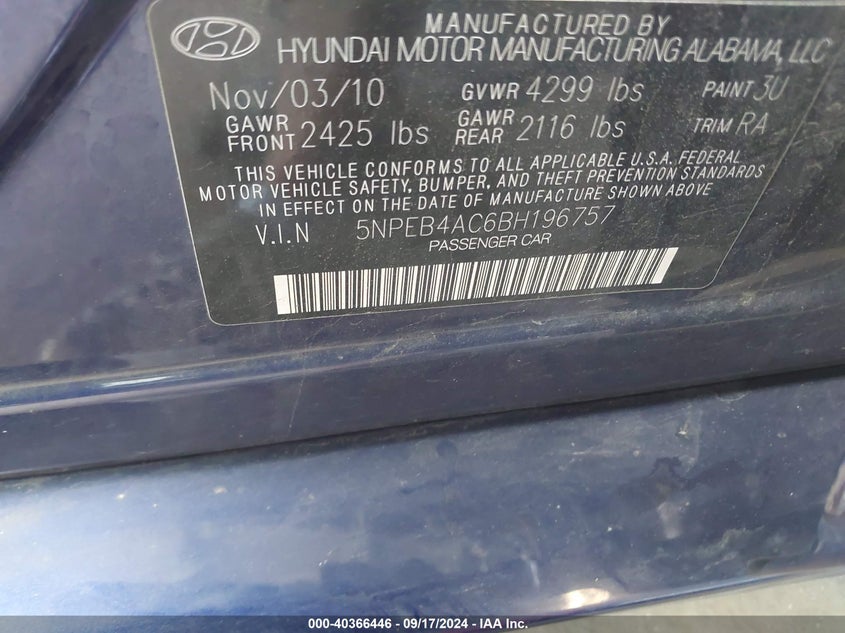 MANUFACTURED BY
HYUNDAI MOTOR MANUFACTURING ALABAMA, LLC
Nov/03/10 GVWR 4299 lbs PAINT 3U
GAWR FRONT 2425 lbs GAWR REAR 2116 lbs TRIM RA
THIS VEHICLE CONFORMS TO ALL APPLICABLE U.S.A. FEDERAL
MOTOR VEHICLE SAFETY, BUMPER, AND THEFT PREVENTION STANDARDS
IN EFFECT ON THE DATE OF MANUFACTURE SHOWN ABOVE
V.I.N 5NPEB4AC6BH196757
PASSENGER CAR
000-40366446 - 09/17/2024 - IAA Inc.